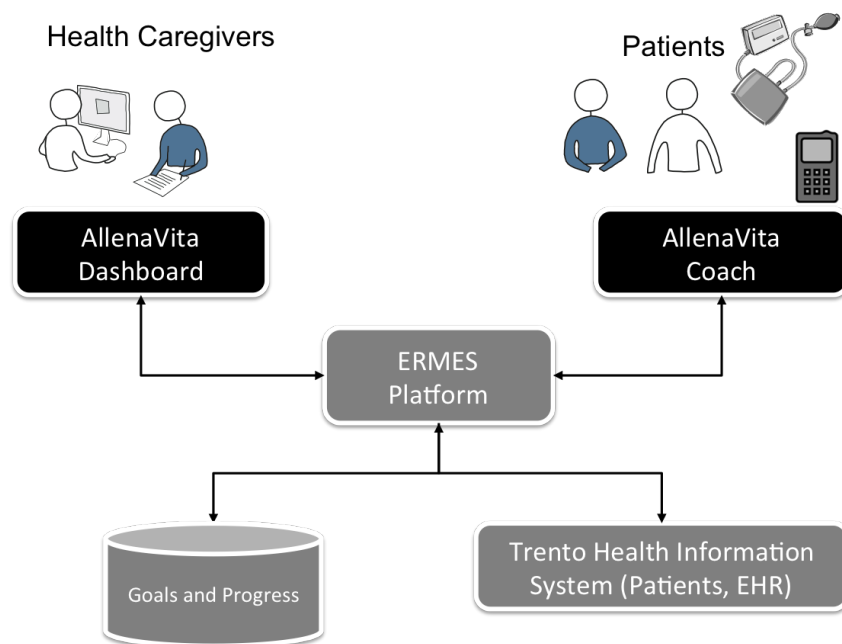 Health Caregivers
Patients
AllenaVita
Dashboard
AllenaVita
Coach
ERMES
Platform
Goals and Progress
Trento Health Information
System (Patients, EHR)